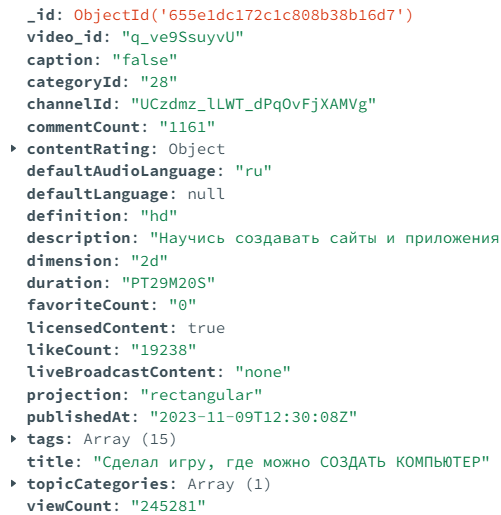 _id: ObjectId('655e1dc172c1c808b38b16d7')
video_id: "q_ve9SsuyvU"
caption: "false"
categoryId: "28"
channelId: "UCzdmz_lLWT_dPqOvFjXAMVg"
commentCount: "1161"
contentRating: Object
defaultAudioLanguage: "ru"
defaultLanguage: null
definition: "hd"
description: "Научись создавать сайты и приложения
dimension: "2d"
duration: "PT29M20S"
favoriteCount: "0"
licensedContent: true
likeCount: "19238"
liveBroadcastContent: "none"
projection: "rectangular"
publishedAt: "2023-11-09T12:30:08Z"
tags: Array (15)
title: "Сделал игру, где можно СОЗДАТЬ КОМПЬЮТЕР"
topicCategories: Array (1)
viewCount: "245281"